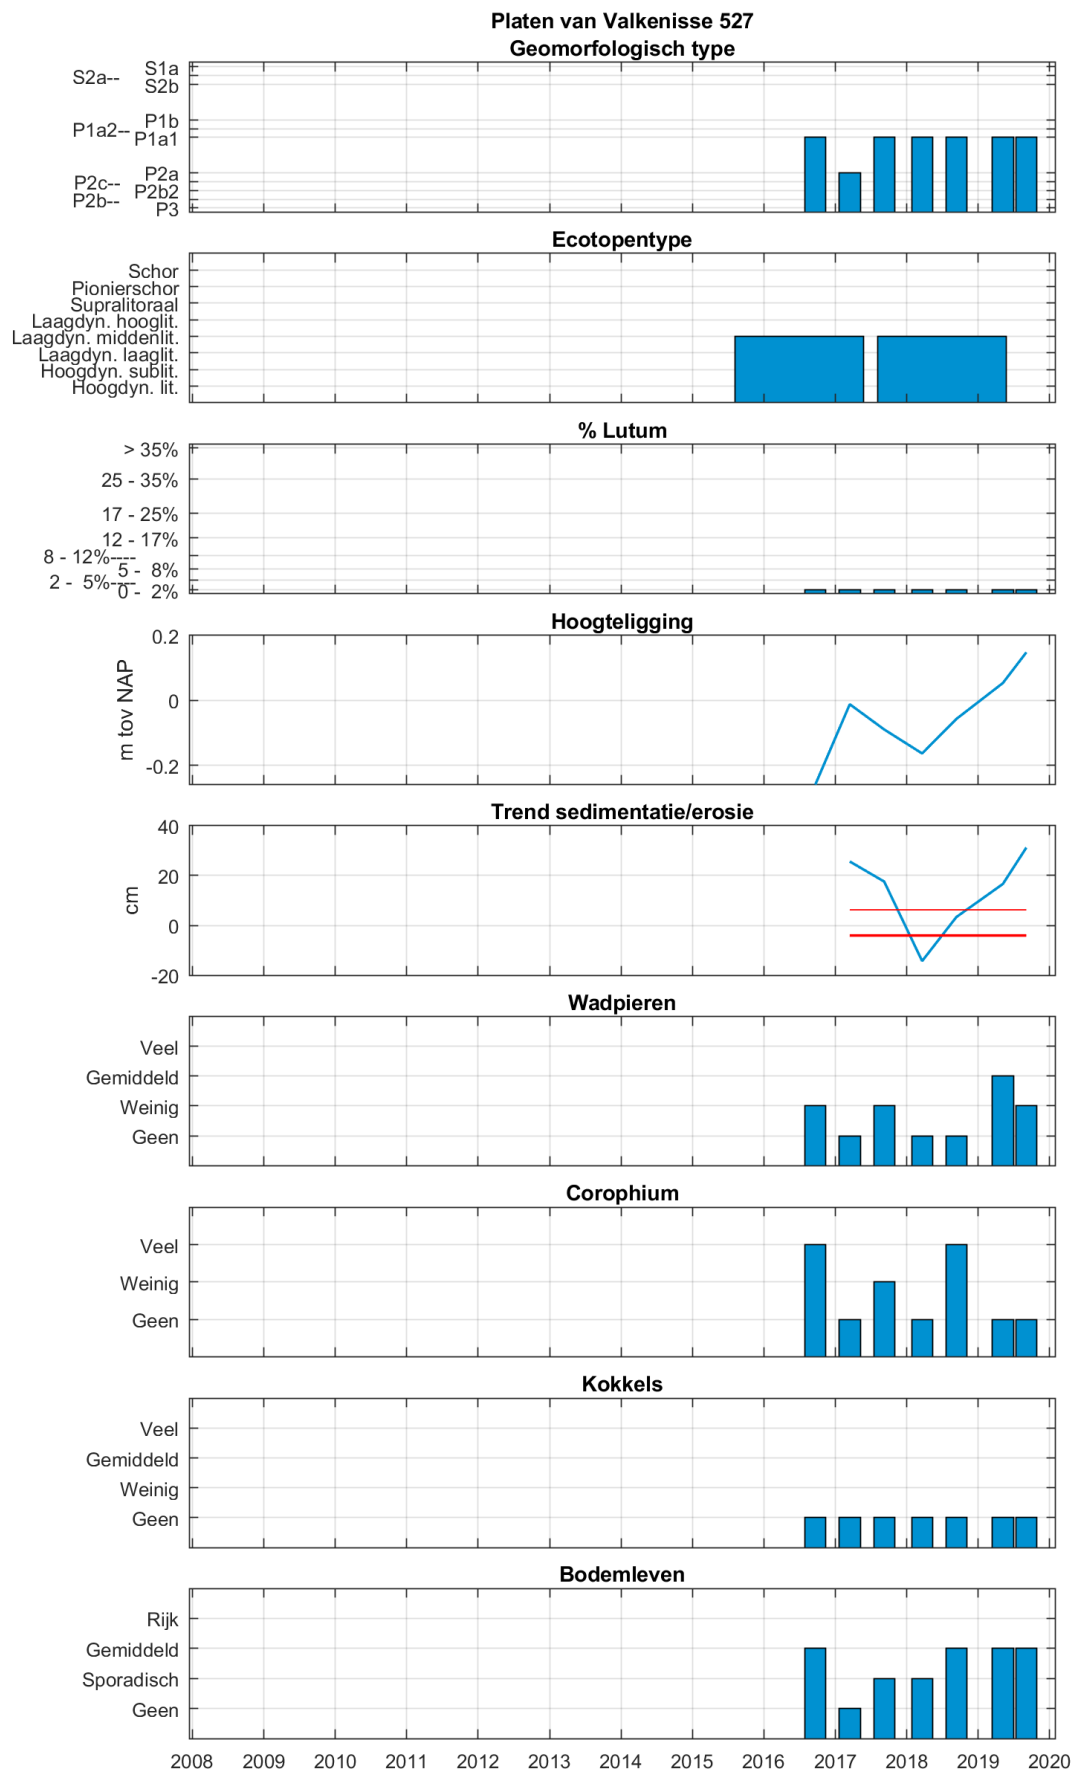 Platen van Valkenisse 527
Geomorfologisch type
S1a
S2a--
S2b
P1b
P1a2--
P1a1
P2a
P2c--
P2b2
P2b--
P3
Ecotopentype
Schor
Pionierschor
Supralitoraal
Laagdyn. hooglit.
Laagdyn. middenlit.
Laagdyn. laaglit.
Hoogdyn. sublit.
Hoogdyn. lit.
% Lutum
> 35%
25 - 35%
17 - 25%
12 - 17%
8 - 12%----
5 - 8%
2 - 5%----
0 - 2%
Hoogteligging
m tov NAP
0.2
0
-0.2
Trend sedimentatie/erosie
cm
40
20
0
-20
Wadpieren
Veel
Gemiddeld
Weinig
Geen
Corophium
Veel
Weinig
Geen
Kokkels
Veel
Gemiddeld
Weinig
Geen
Bodemleven
Rijk
Gemiddeld
Sporadisch
Geen
2008 2009 2010 2011 2012 2013 2014 2015 2016 2017 2018 2019 2020